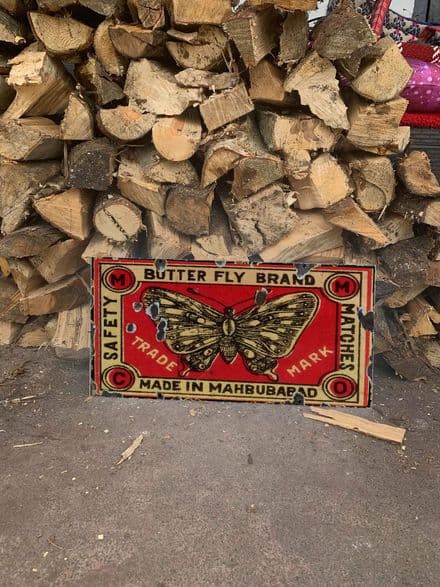 M BUTTER FLY BRAND M
SAFETY
MATCHES
TRADE MARK
C MADE IN MAHBUBABAD O